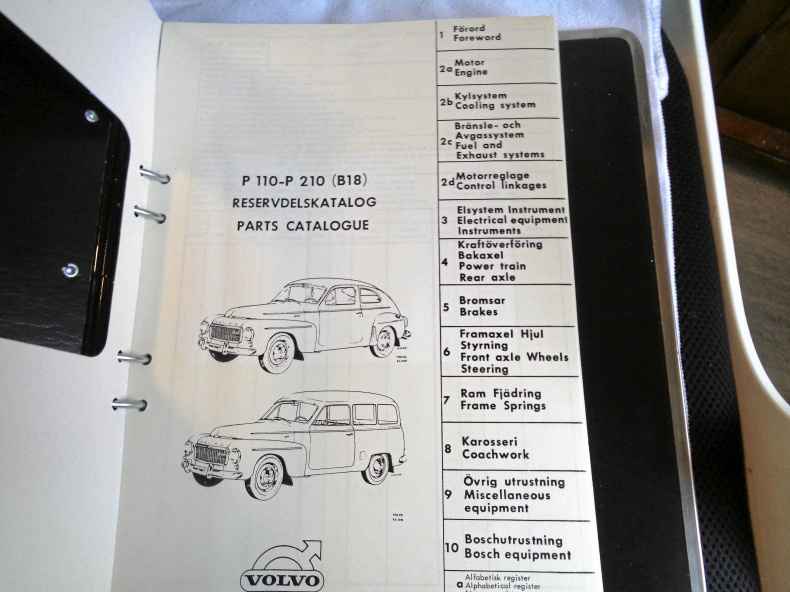 P 110-P 210 (B18)
RESERVDELSKATALOG
PARTS CATALOGUE
VOLVO
1 Förord
Foreword
2a Motor
Engine
2b Kylsystem
Cooling system
Bränsle- och
Avgassystem
2c Fuel and
Exhaust systems
2d Motorreglage
Control linkages
Elsystem Instrument
3 Electrical equipment
Instruments
Kraftöverföring
4 Bakaxel
Power train
Rear axle
5 Bromsar
Brakes
Framaxel Hjul
6 Styrning
Front axle Wheels
Steering
7 Ram Fjädring
Frame Springs
8 Karosseri
Coachwork
Övrig utrustning
9 Miscellaneous
equipment
10 Boschutrustning
Bosch equipment
Alfabetisk register
a Alphabetical register